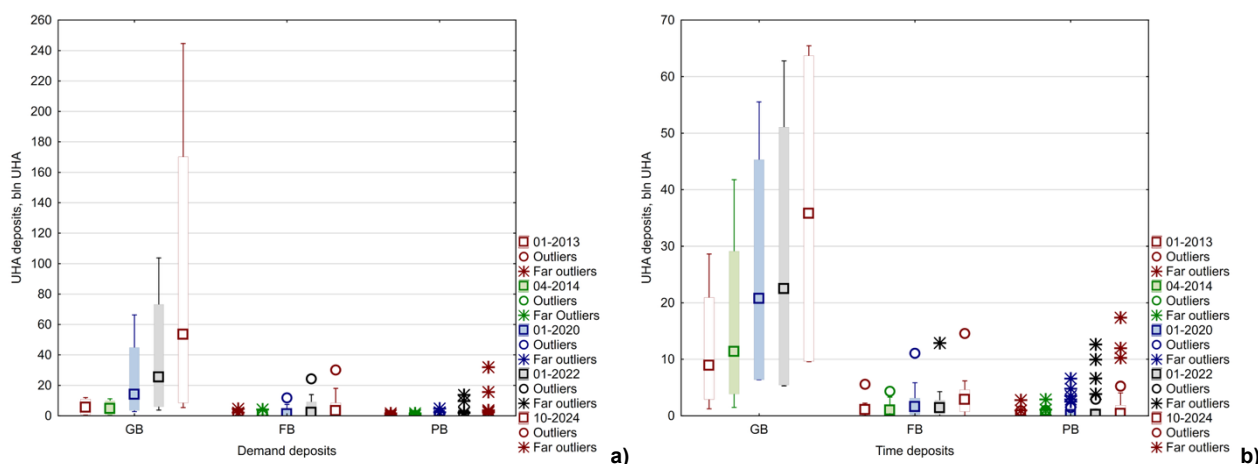 260
240
220
200
180
160
140
120
100
80
60
40
20
0
UHA deposits, bln UHA
GB
FB
PB
Demand deposits
01-2013
Outliers
Far outliers
04-2014
Outliers
Far Outliers
01-2020
Outliers
Far outliers
01-2022
Outliers
Far outliers
10-2024
Outliers
Far outliers
a)
70
60
50
40
30
20
10
0
UHA deposits, bln UHA
GB
FB
PB
Time deposits
01-2013
Outliers
Far outliers
04-2014
Outliers
Far outliers
01-2020
Outliers
Far outliers
01-2022
Outliers
Far outliers
10-2024
Outliers
Far outliers
b)